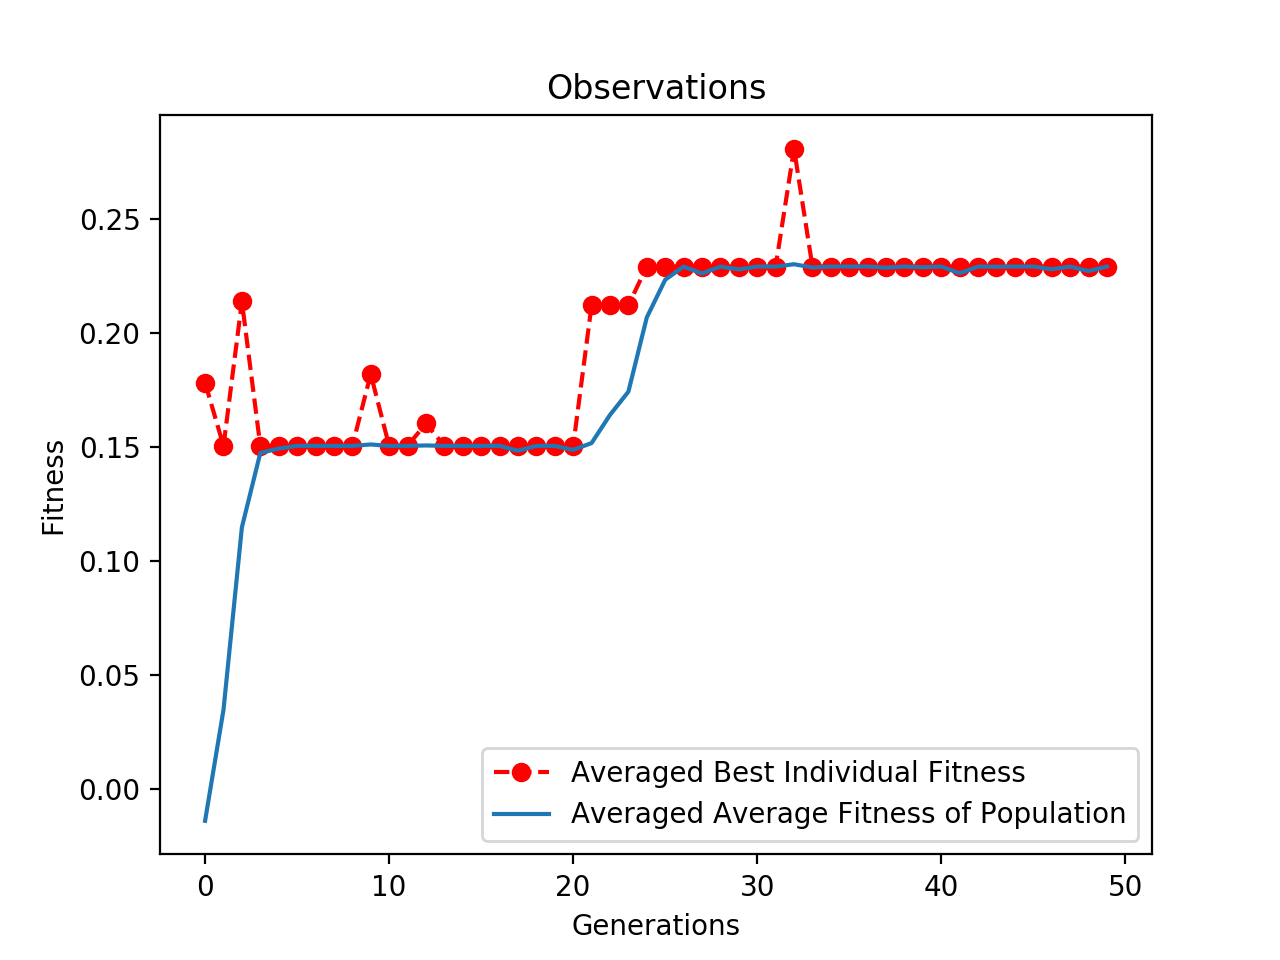 Observations
0.25
0.20
0.15
0.10
0.05
0.00
Fitness
Averaged Best Individual Fitness
Averaged Average Fitness of Population
0 10 20 30 40 50
Generations